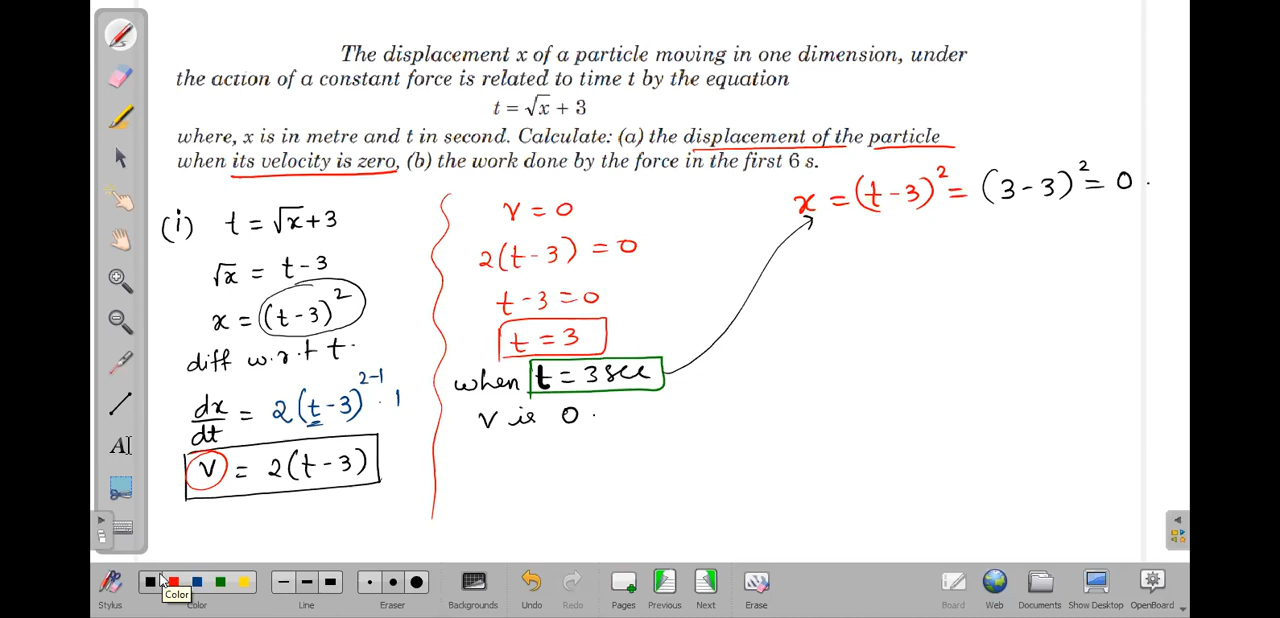 The displacement x of a particle moving in one dimension, under
the action of a constant force is related to time t by the equation
t = √x + 3
where, x is in metre and t in second. Calculate: (a) the displacement of the particle
when its velocity is zero, (b) the work done by the force in the first 6 s.
x = (t-3)² = (3-3)² = 0.
(i) t = √x + 3
√x = t-3
x = (t-3)²
diff w.r.t t.
dx/dt = 2(t-3)²⁻¹ · 1
v = 2(t-3)
v = 0
2(t-3) = 0
t-3 = 0
t = 3
when t = 3 sec
v is 0.
A
Color
Stylus
Color
Line
Eraser
Backgrounds
Undo
Redo
Pages
Previous
Next
Erase
Board
Web
Documents
Show Desktop
OpenBoard